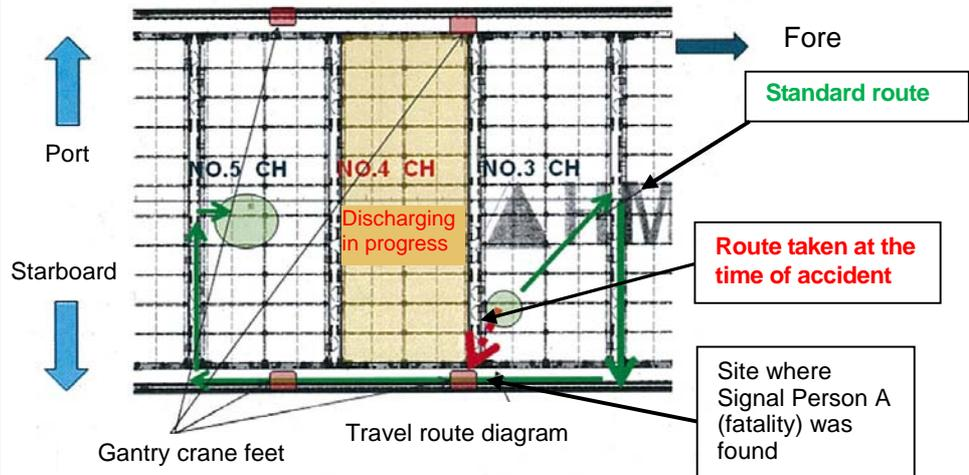 Fore
Standard route
Port
NO.5 CH
NO.4 CH
NO.3 CH
Discharging
in progress
Starboard
Route taken at the
time of accident
Site where
Signal Person A
(fatality) was
found
Travel route diagram
Gantry crane feet